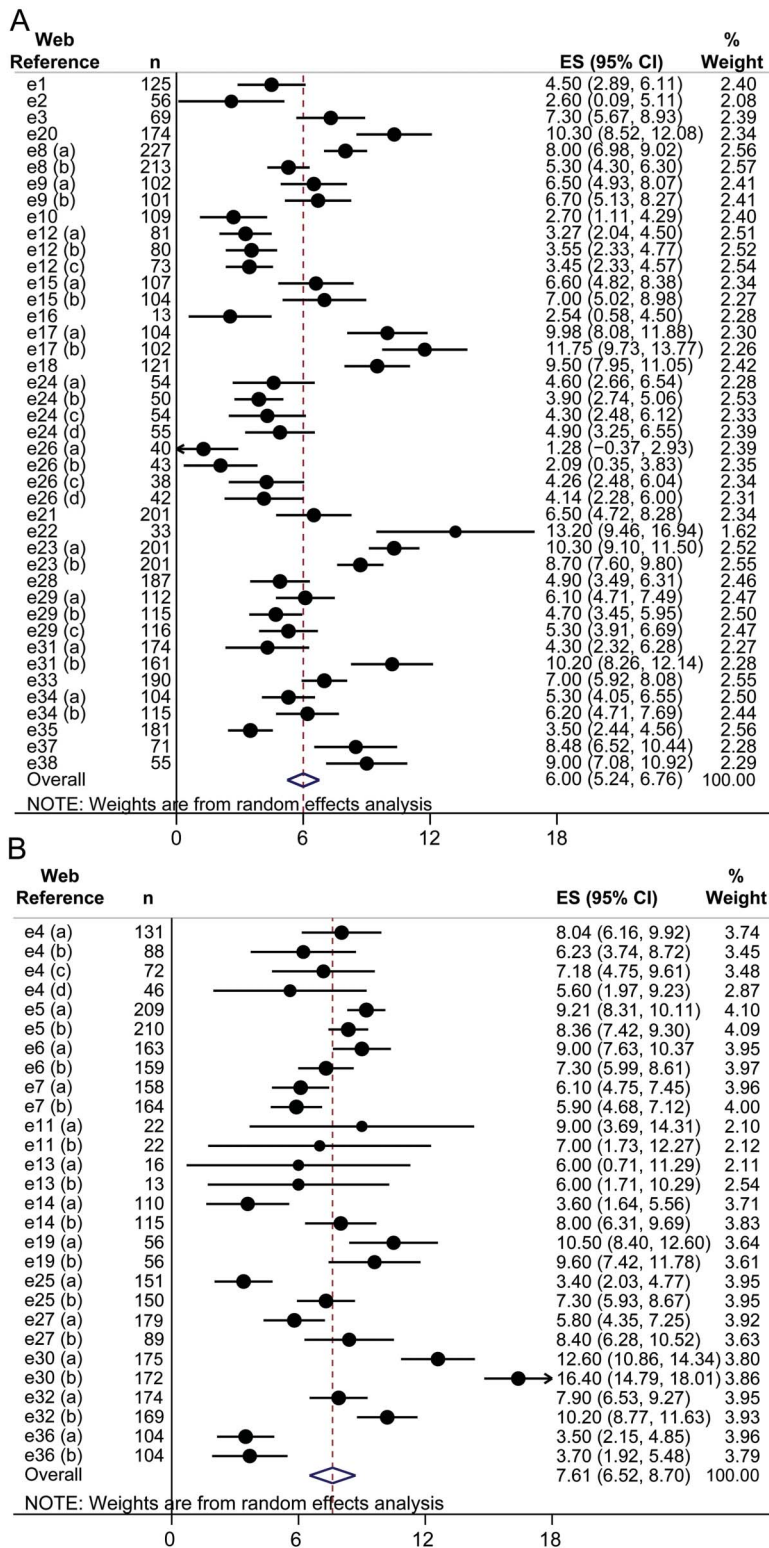 A
Web Reference n ES (95% CI) % Weight
e1 125 4.50 (2.89, 6.11) 2.40
e2 56 2.60 (0.09, 5.11) 2.08
e3 69 7.30 (5.67, 8.93) 2.39
e20 174 10.30 (8.52, 12.08) 2.34
e8 (a) 227 8.00 (6.98, 9.02) 2.56
e8 (b) 213 5.30 (4.30, 6.30) 2.57
e9 (a) 102 6.50 (4.93, 8.07) 2.41
e9 (b) 101 6.70 (5.13, 8.27) 2.41
e10 109 2.70 (1.11, 4.29) 2.40
e12 (a) 81 3.27 (2.04, 4.50) 2.51
e12 (b) 80 3.55 (2.33, 4.77) 2.52
e12 (c) 73 3.45 (2.33, 4.57) 2.54
e15 (a) 107 6.60 (4.82, 8.38) 2.34
e15 (b) 104 7.00 (5.02, 8.98) 2.27
e16 13 2.54 (0.58, 4.50) 2.28
e17 (a) 104 9.98 (8.08, 11.88) 2.30
e17 (b) 102 11.75 (9.73, 13.77) 2.26
e18 121 9.50 (7.95, 11.05) 2.42
e24 (a) 54 4.60 (2.66, 6.54) 2.28
e24 (b) 50 3.90 (2.74, 5.06) 2.53
e24 (c) 54 4.30 (2.48, 6.12) 2.33
e24 (d) 55 4.90 (3.25, 6.55) 2.39
e26 (a) 40 1.28 (−0.37, 2.93) 2.39
e26 (b) 43 2.09 (0.35, 3.83) 2.35
e26 (c) 38 4.26 (2.48, 6.04) 2.34
e26 (d) 42 4.14 (2.28, 6.00) 2.31
e21 201 6.50 (4.72, 8.28) 2.34
e22 33 13.20 (9.46, 16.94) 1.62
e23 (a) 201 10.30 (9.10, 11.50) 2.52
e23 (b) 201 8.70 (7.60, 9.80) 2.55
e28 187 4.90 (3.49, 6.31) 2.46
e29 (a) 112 6.10 (4.71, 7.49) 2.47
e29 (b) 115 4.70 (3.45, 5.95) 2.50
e29 (c) 116 5.30 (3.91, 6.69) 2.47
e31 (a) 174 4.30 (2.32, 6.28) 2.27
e31 (b) 161 10.20 (8.26, 12.14) 2.28
e33 190 7.00 (5.92, 8.08) 2.55
e34 (a) 104 5.30 (4.05, 6.55) 2.50
e34 (b) 115 6.20 (4.71, 7.69) 2.44
e35 181 3.50 (2.44, 4.56) 2.56
e37 71 8.48 (6.52, 10.44) 2.28
e38 55 9.00 (7.08, 10.92) 2.29
Overall 6.00 (5.24, 6.76) 100.00
NOTE: Weights are from random effects analysis
0 6 12 18
B
Web Reference n ES (95% CI) % Weight
e4 (a) 131 8.04 (6.16, 9.92) 3.74
e4 (b) 88 6.23 (3.74, 8.72) 3.45
e4 (c) 72 7.18 (4.75, 9.61) 3.48
e4 (d) 46 5.60 (1.97, 9.23) 2.87
e5 (a) 209 9.21 (8.31, 10.11) 4.10
e5 (b) 210 8.36 (7.42, 9.30) 4.09
e6 (a) 163 9.00 (7.63, 10.37 3.95
e6 (b) 159 7.30 (5.99, 8.61) 3.97
e7 (a) 158 6.10 (4.75, 7.45) 3.96
e7 (b) 164 5.90 (4.68, 7.12) 4.00
e11 (a) 22 9.00 (3.69, 14.31) 2.10
e11 (b) 22 7.00 (1.73, 12.27) 2.12
e13 (a) 16 6.00 (0.71, 11.29) 2.11
e13 (b) 13 6.00 (1.71, 10.29) 2.54
e14 (a) 110 3.60 (1.64, 5.56) 3.71
e14 (b) 115 8.00 (6.31, 9.69) 3.83
e19 (a) 56 10.50 (8.40, 12.60) 3.64
e19 (b) 56 9.60 (7.42, 11.78) 3.61
e25 (a) 151 3.40 (2.03, 4.77) 3.95
e25 (b) 150 7.30 (5.93, 8.67) 3.95
e27 (a) 179 5.80 (4.35, 7.25) 3.92
e27 (b) 89 8.40 (6.28, 10.52) 3.63
e30 (a) 175 12.60 (10.86, 14.34) 3.80
e30 (b) 172 16.40 (14.79, 18.01) 3.86
e32 (a) 174 7.90 (6.53, 9.27) 3.95
e32 (b) 169 10.20 (8.77, 11.63) 3.93
e36 (a) 104 3.50 (2.15, 4.85) 3.96
e36 (b) 104 3.70 (1.92, 5.48) 3.79
Overall 7.61 (6.52, 8.70) 100.00
NOTE: Weights are from random effects analysis
0 6 12 18